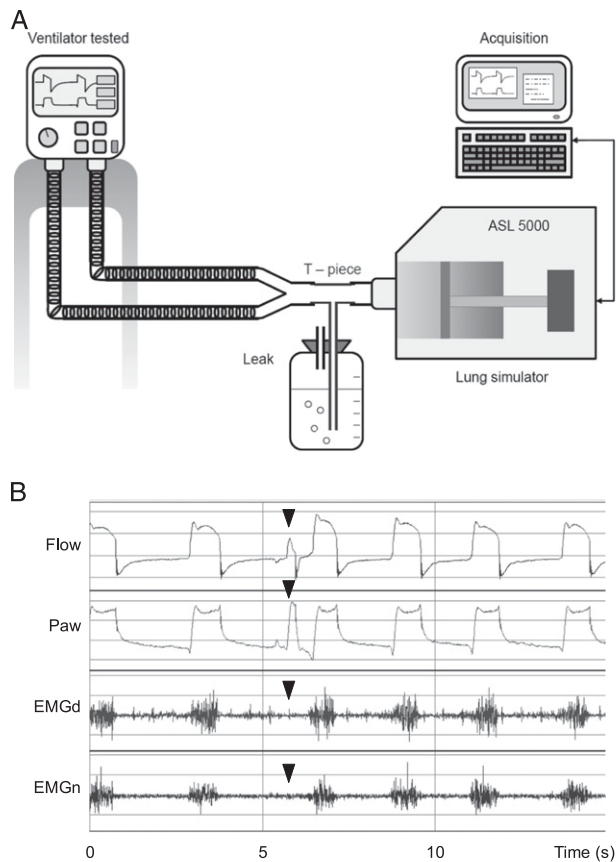 A
Ventilator tested
Acquisition
ASL 5000
T – piece
Leak
Lung simulator
B
Flow
Paw
EMGd
EMGn
0
5
10
Time (s)